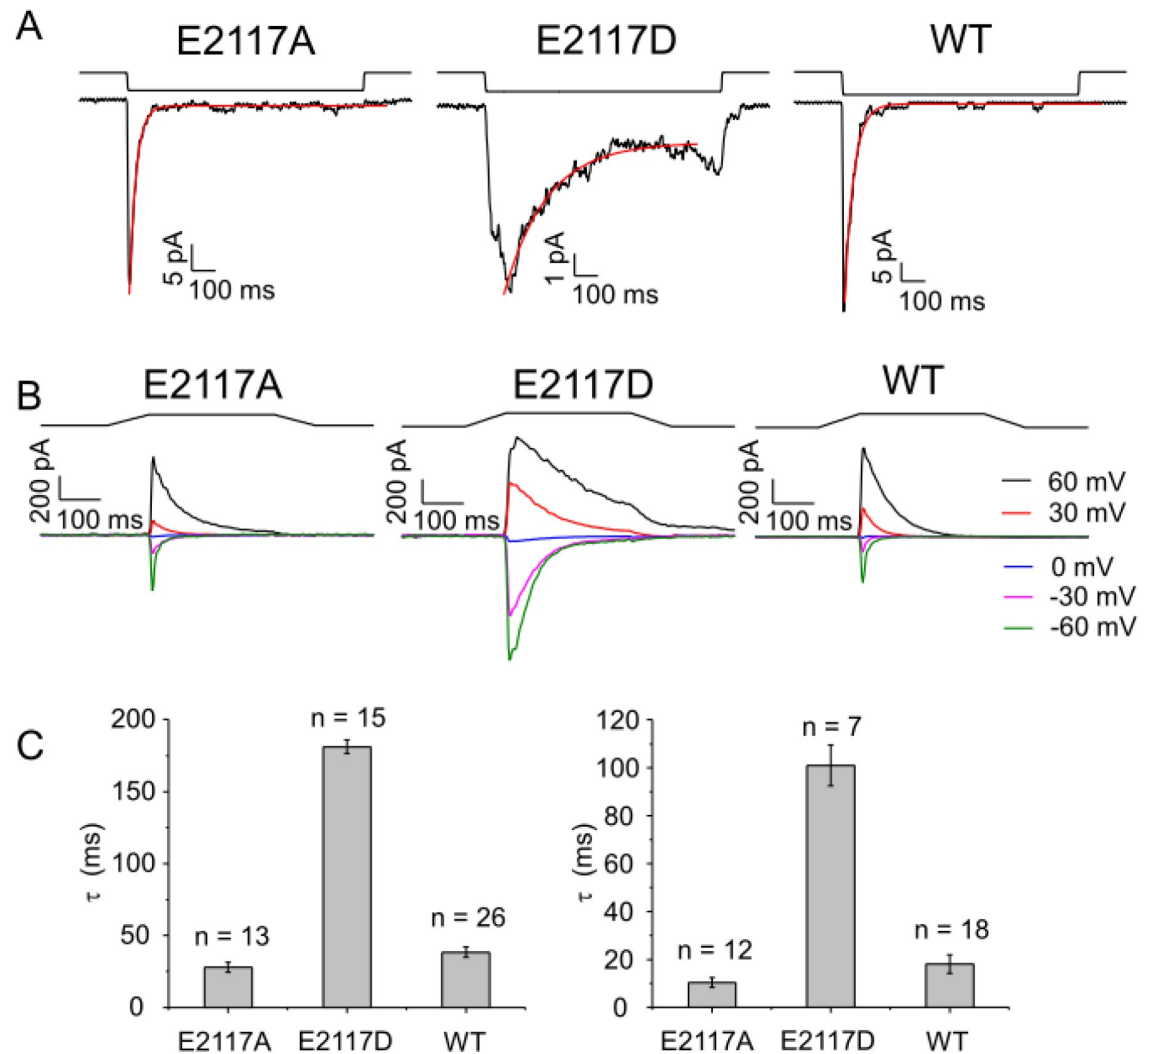 A
E2117A
E2117D
WT
5 pA
100 ms
1 pA
100 ms
5 pA
100 ms
B
E2117A
E2117D
WT
200 pA
100 ms
200 pA
100 ms
200 pA
100 ms
60 mV
30 mV
0 mV
-30 mV
-60 mV
C
200
150
100
50
0
τ (ms)
n = 13
n = 15
n = 26
E2117A
E2117D
WT
120
100
80
60
40
20
0
τ (ms)
n = 12
n = 7
n = 18
E2117A
E2117D
WT